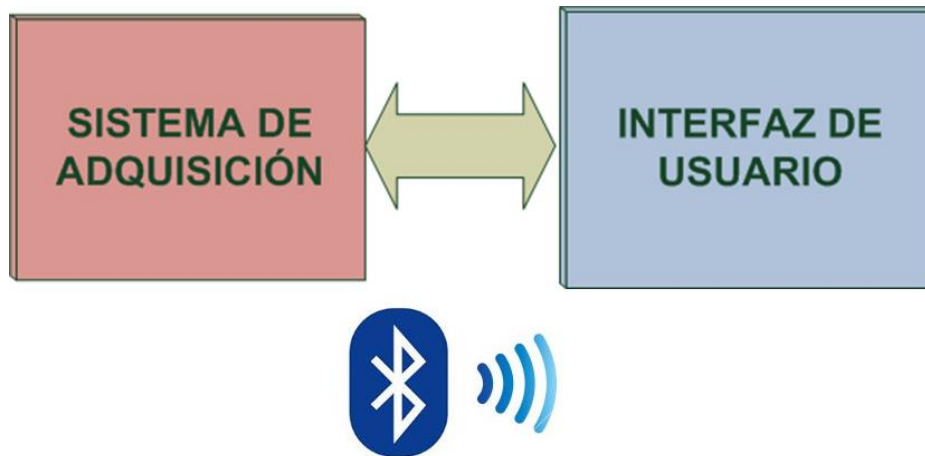 SISTEMA DE
ADQUISICIÓN
INTERFAZ DE
USUARIO